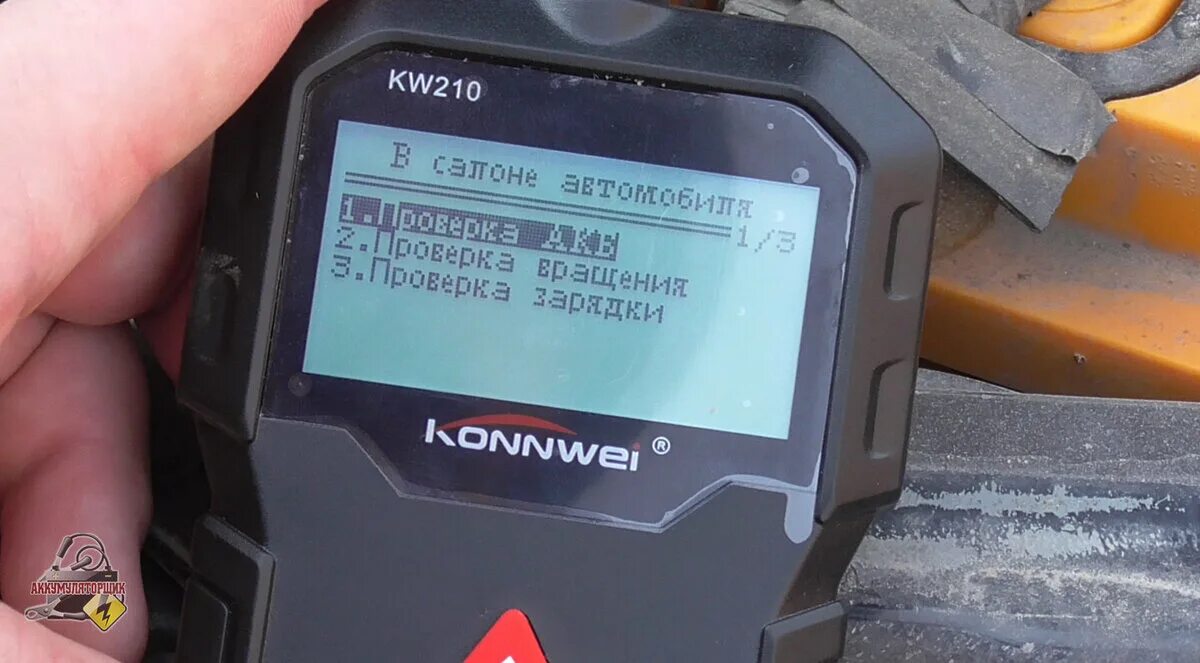 KW210
В салоне автомобиля
1.Проверка АКБ
1/3
2.Проверка вращения
3.Проверка зарядки
KONNWEI ®
АККУМУЛЯТОРЩИК